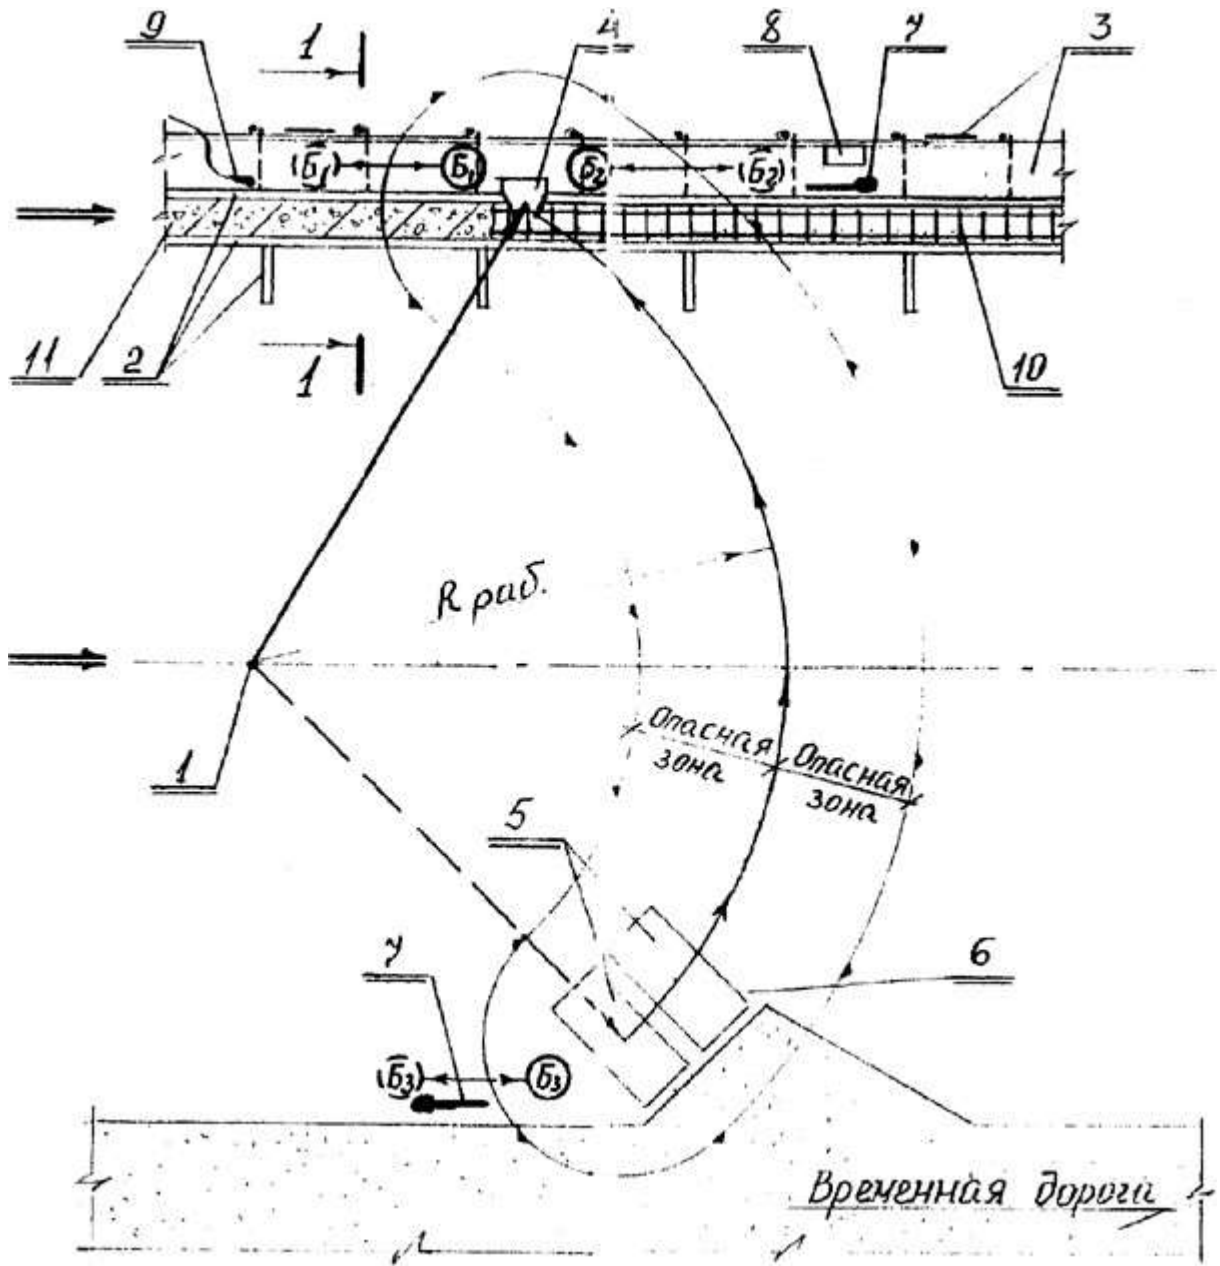 9 1 4 8 7 3
(Б1) Б1 Б2 (Б2)
11 2 1 10
R раб.
1
Опасная
зона
Опасная
зона
5
7 6
(Б3) Б3
Временная дорога